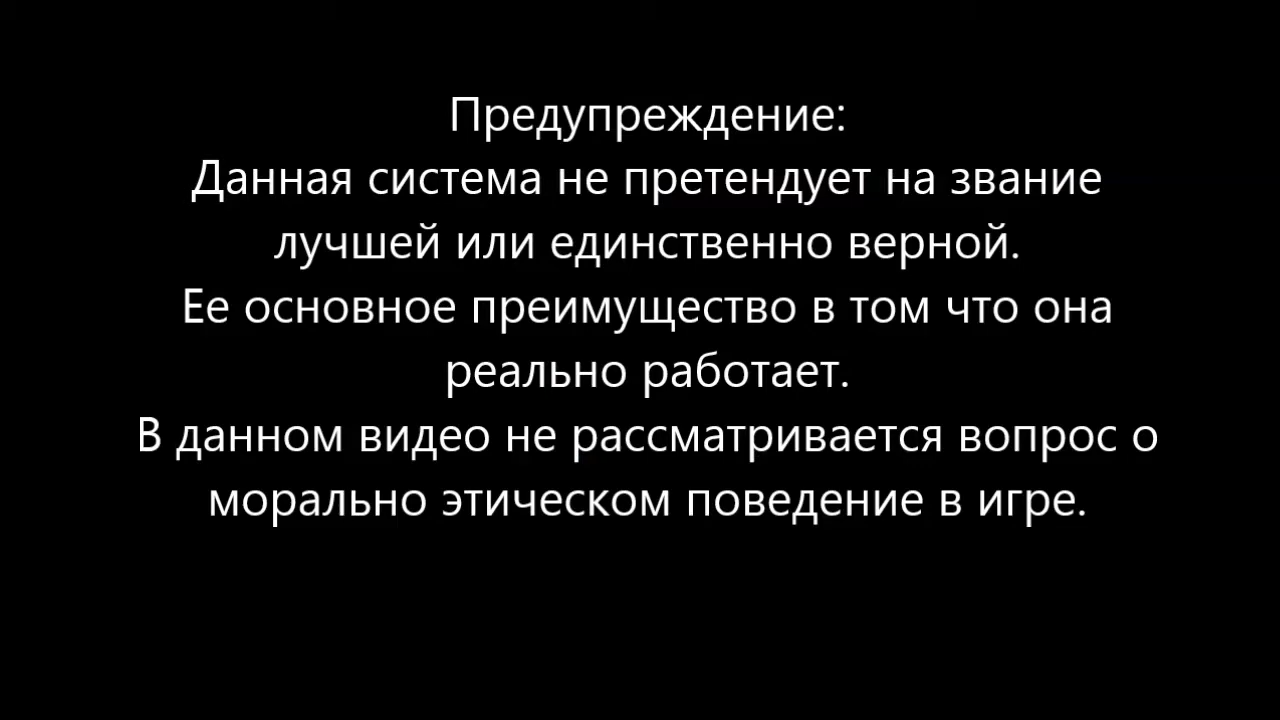 Предупреждение:
Данная система не претендует на звание
лучшей или единственно верной.
Ее основное преимущество в том что она
реально работает.
В данном видео не рассматривается вопрос о
морально этическом поведение в игре.